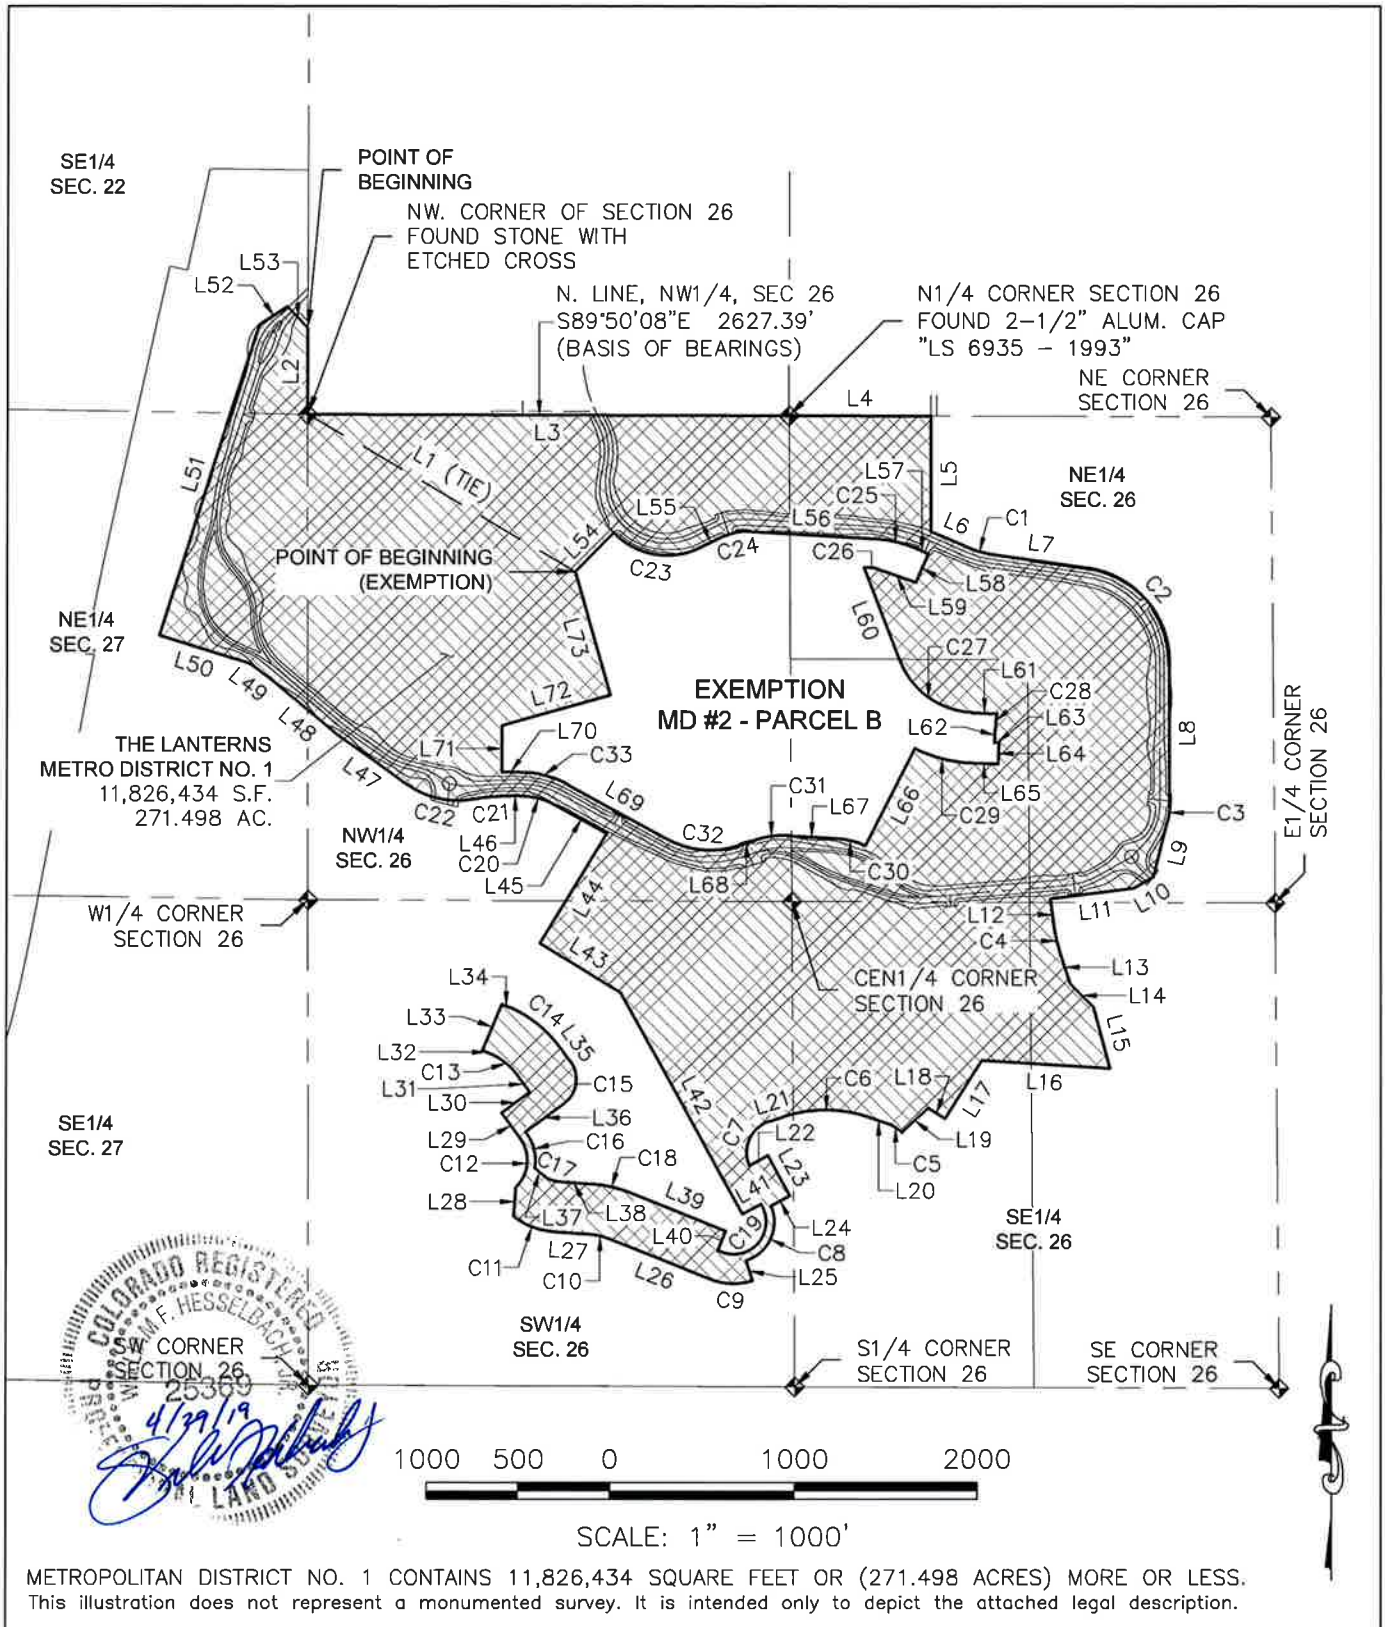 SE1/4
SEC. 22
POINT OF
BEGINNING
NW. CORNER OF SECTION 26
FOUND STONE WITH
ETCHED CROSS
L53
L52
N. LINE, NW1/4, SEC 26
S89°50'08"E 2627.39'
(BASIS OF BEARINGS)
N1/4 CORNER SECTION 26
FOUND 2-1/2" ALUM. CAP
"LS 6935 - 1993"
NE CORNER
SECTION 26
L2
L3
L4
L1 (TIE)
L51
L57
C25
L5
NE1/4
SEC. 26
L55
L56
L6
C1
L7
L54
C24
C23
C26
POINT OF BEGINNING
(EXEMPTION)
L58
L59
C2
L60
NE1/4
SEC. 27
L50
L49
L73
C27
L61
C28
EXEMPTION
MD #2 - PARCEL B
L72
L62
L63
L64
L48
L71
L70
C33
THE LANTERNS
METRO DISTRICT NO. 1
11,826,434 S.F.
271.498 AC.
L47
L8
E1/4 CORNER
SECTION 26
C31
L69
L67
L66
C29
L65
C22
C21
C3
NW1/4
SEC. 26
L46
C20
L45
C32
L68
C30
L9
L10
L11
L44
L12
W1/4 CORNER
SECTION 26
C4
L43
CEN1/4 CORNER
SECTION 26
L13
L14
L34
L33
C14
L35
L15
L32
C13
L31
L30
C15
L16
L42
C6
L18
L17
L21
SE1/4
SEC. 27
L29
L36
C7
L22
L19
C16
C5
C12
C17
C18
L23
L20
L28
L39
L41
L24
L37
L38
L40
C19
C8
SE1/4
SEC. 26
L27
C11
C10
L26
L25
C9
SW1/4
SEC. 26
COLORADO REGISTERED
WILLIAM F. HESSELBACH, JR.
25369
PROFESSIONAL LAND SURVEYOR
4/29/19
SW CORNER
SECTION 26
S1/4 CORNER
SECTION 26
SE CORNER
SECTION 26
1000 500 0 1000 2000
SCALE: 1" = 1000'
METROPOLITAN DISTRICT NO. 1 CONTAINS 11,826,434 SQUARE FEET OR (271.498 ACRES) MORE OR LESS.
This illustration does not represent a monumented survey. It is intended only to depict the attached legal description.